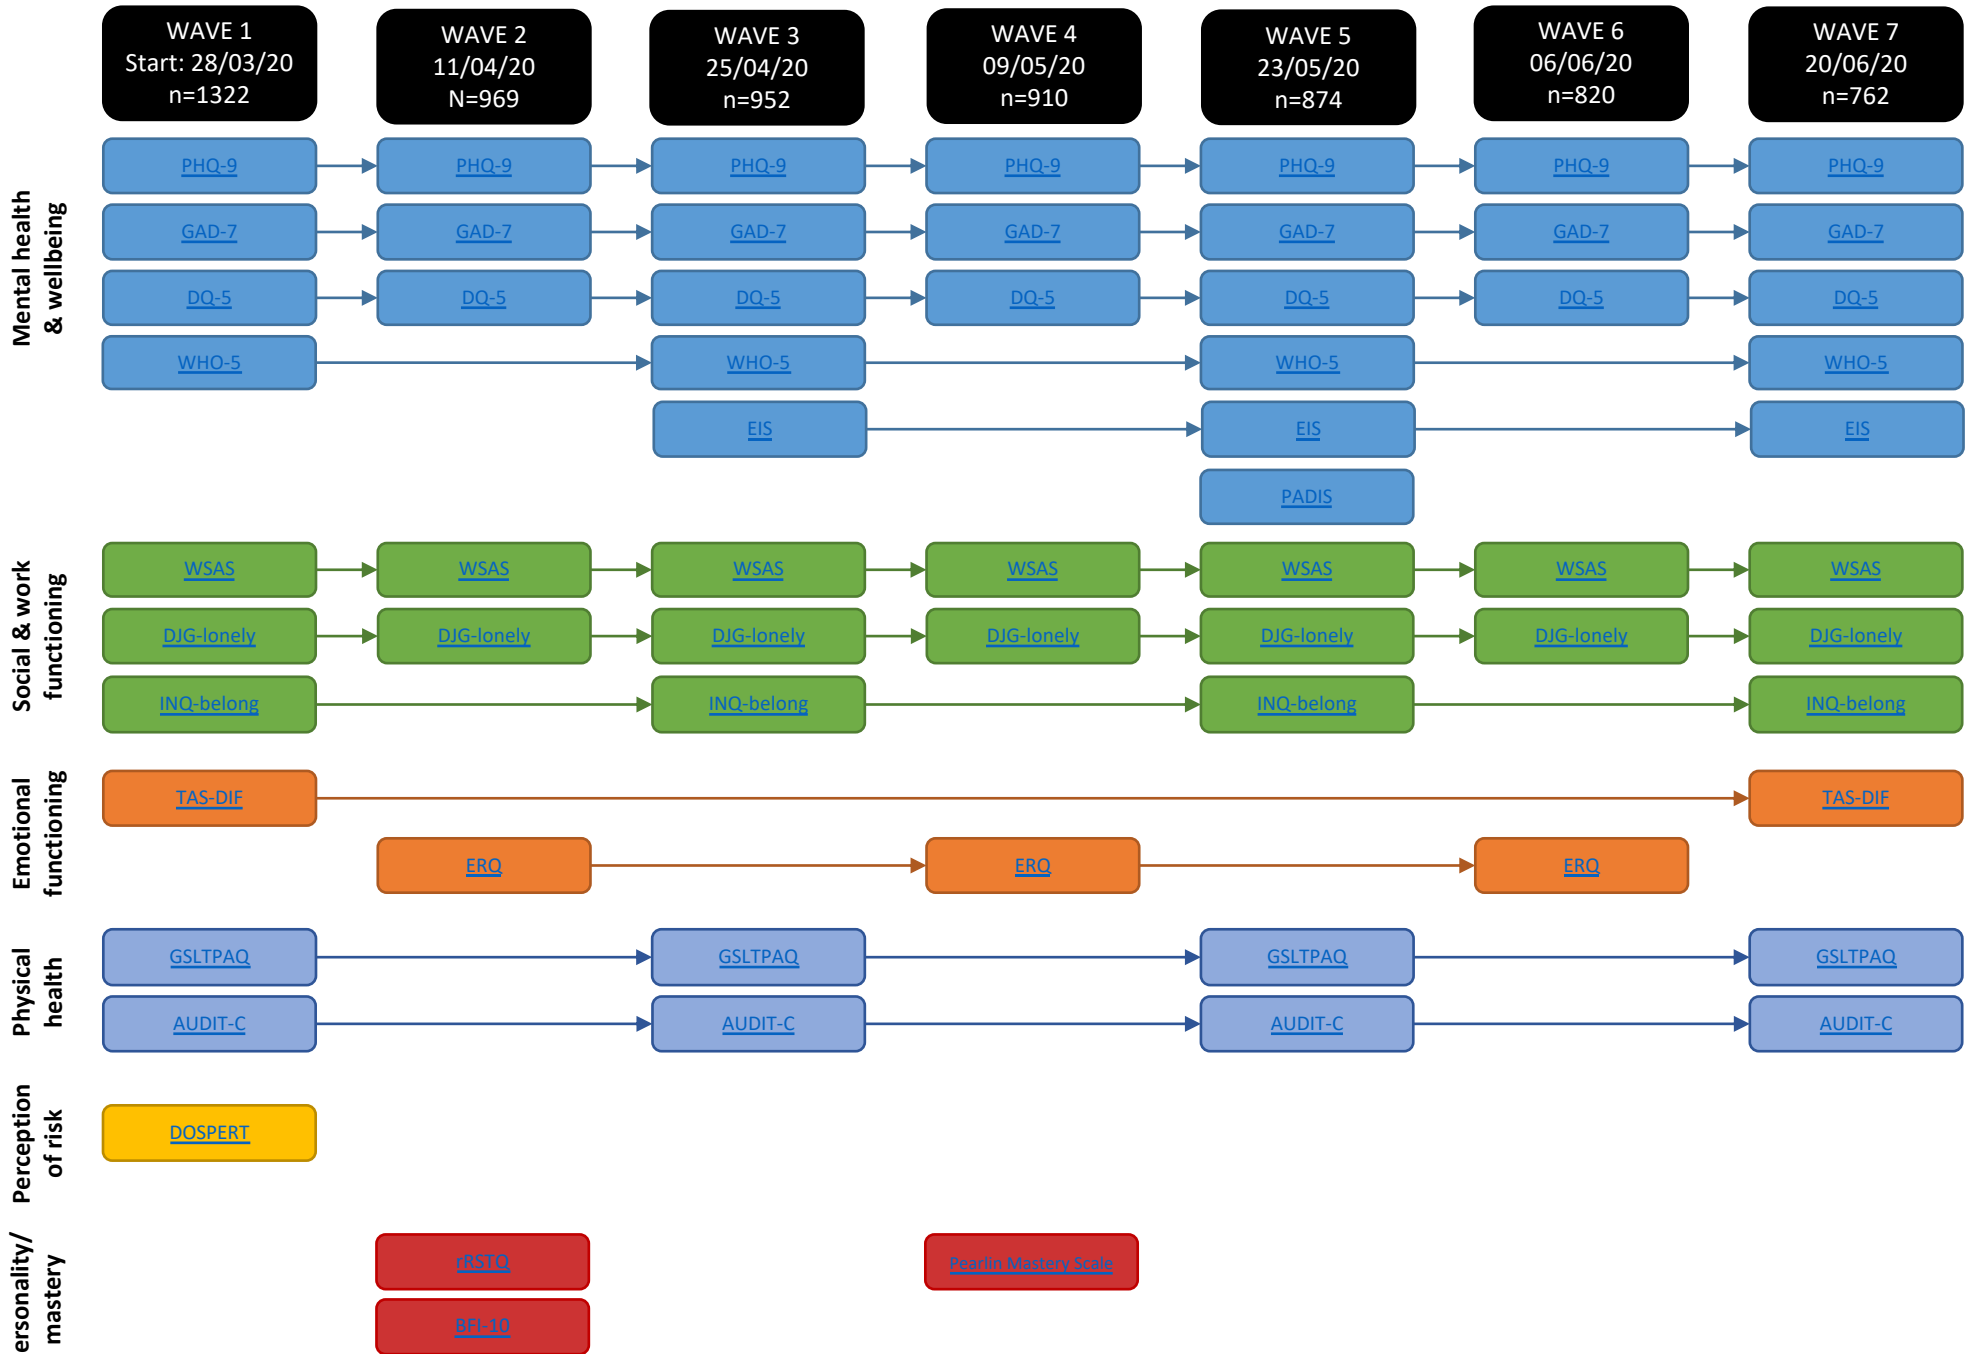 WAVE 1
Start: 28/03/20
n=1322
WAVE 2
11/04/20
N=969
WAVE 3
25/04/20
n=952
WAVE 4
09/05/20
n=910
WAVE 5
23/05/20
n=874
WAVE 6
06/06/20
n=820
WAVE 7
20/06/20
n=762
Mental health
& wellbeing
PHQ-9 PHQ-9 PHQ-9 PHQ-9 PHQ-9 PHQ-9 PHQ-9
GAD-7 GAD-7 GAD-7 GAD-7 GAD-7 GAD-7 GAD-7
DQ-5 DQ-5 DQ-5 DQ-5 DQ-5 DQ-5 DQ-5
WHO-5 WHO-5 WHO-5 WHO-5
EIS EIS EIS
PADIS
Social & work
functioning
WSAS WSAS WSAS WSAS WSAS WSAS WSAS
DJG-lonely DJG-lonely DJG-lonely DJG-lonely DJG-lonely DJG-lonely DJG-lonely
INQ-belong INQ-belong INQ-belong INQ-belong
Emotional
functioning
TAS-DIF TAS-DIF
ERQ ERQ ERQ
Physical
health
GSLTPAQ GSLTPAQ GSLTPAQ GSLTPAQ
AUDIT-C AUDIT-C AUDIT-C AUDIT-C
Perception
of risk
DOSPERT
ersonality/
mastery
rRSTQ Pearlin Mastery Scale
BFI-10